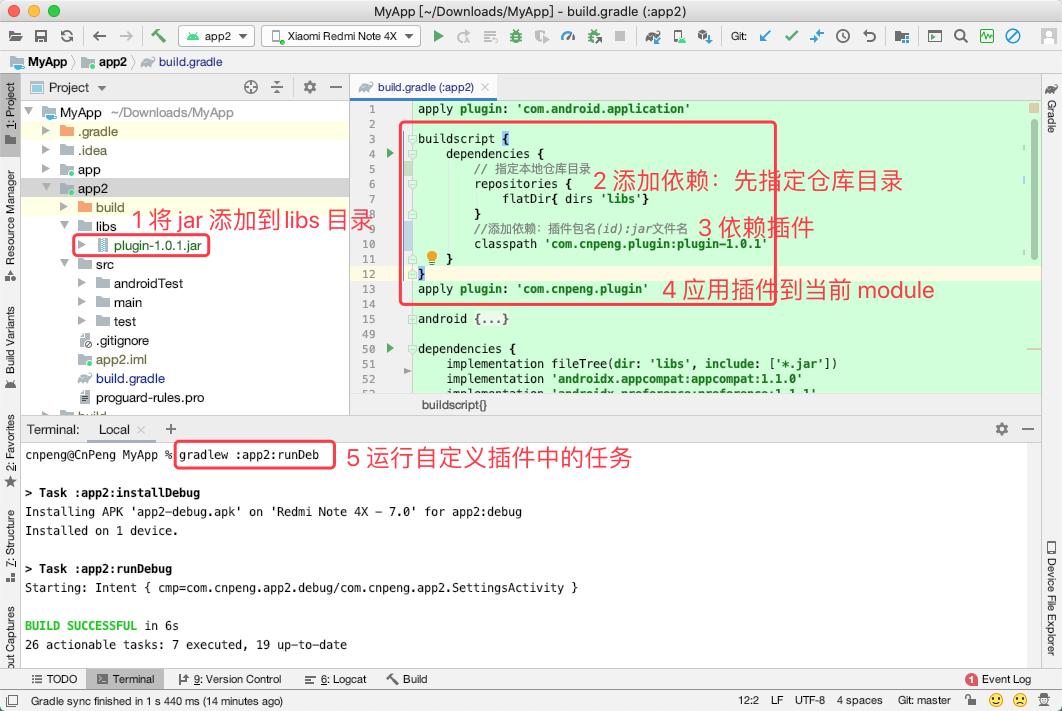 MyApp [~/Downloads/MyApp] - build.gradle (:app2)
app2
Xiaomi Redmi Note 4X
Git:
MyApp
app2
build.gradle
1: Project
Resource Manager
Build Variants
2: Favorites
Z: Structure
out Captures
Project
MyApp ~/Downloads/MyApp
.gradle
.idea
app
app2
build
libs
plugin-1.0.1.jar
src
androidTest
main
test
.gitignore
app2.iml
build.gradle
proguard-rules.pro
build
1 将 jar 添加到 libs 目录
build.gradle (:app2)
1 apply plugin: 'com.android.application'
2
3 buildscript {
4 dependencies {
5 // 指定本地仓库目录
6 repositories {
7 flatDir{ dirs 'libs'}
8 }
9 //添加依赖：插件包名(id):jar文件名
10 classpath 'com.cnpeng.plugin:plugin-1.0.1'
11 }
12 }
13 apply plugin: 'com.cnpeng.plugin'
14
15 android {...}
49
50 dependencies {
51 implementation fileTree(dir: 'libs', include: ['*.jar'])
52 implementation 'androidx.appcompat:appcompat:1.1.0'
53 implementation 'androidx.preference:preference:1.1.1'
2 添加依赖：先指定仓库目录
3 依赖插件
4 应用插件到当前 module
buildscript{}
Gradle
Device File Explorer
Terminal: Local
cnpeng@CnPeng MyApp % gradlew :app2:runDeb
5 运行自定义插件中的任务
> Task :app2:installDebug
Installing APK 'app2-debug.apk' on 'Redmi Note 4X - 7.0' for app2:debug
Installed on 1 device.
> Task :app2:runDebug
Starting: Intent { cmp=com.cnpeng.app2.debug/com.cnpeng.app2.SettingsActivity }
BUILD SUCCESSFUL in 6s
26 actionable tasks: 7 executed, 19 up-to-date
TODO
Terminal
9: Version Control
6: Logcat
Build
1 Event Log
Gradle sync finished in 1 s 440 ms (14 minutes ago)
12:2 LF UTF-8 4 spaces Git: master